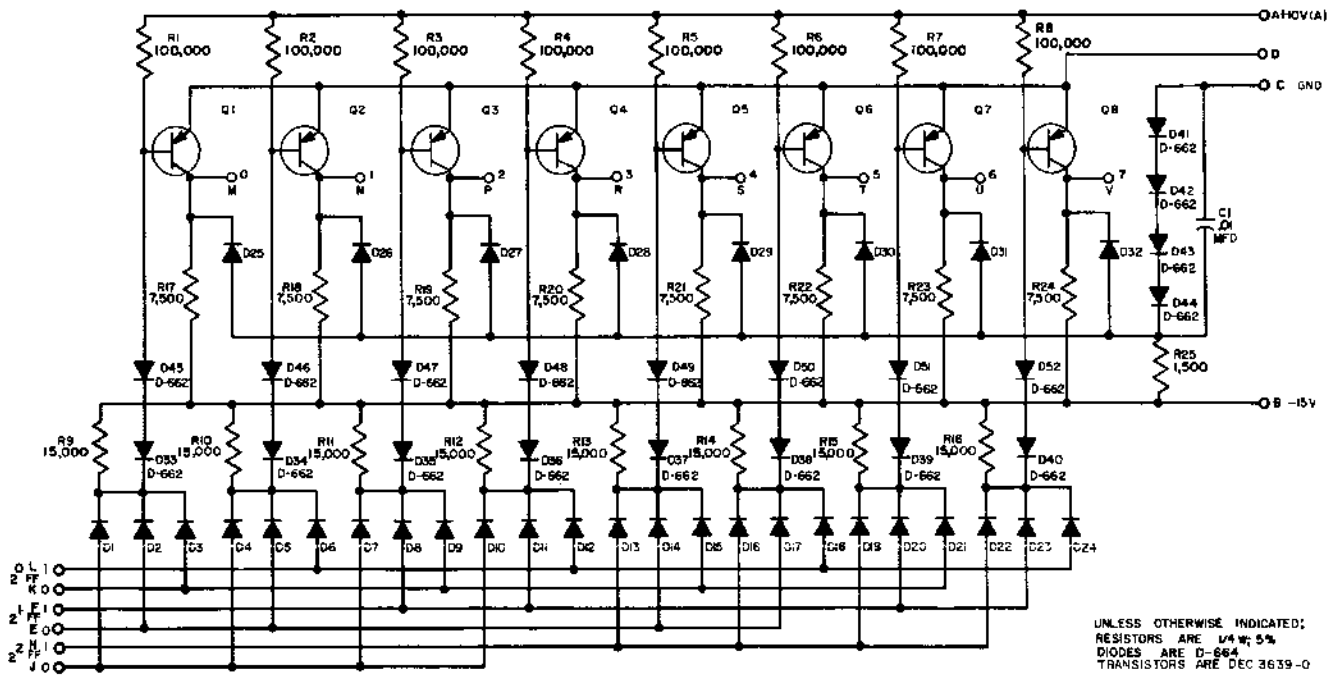 A+10V(A)
R1 100,000
R2 100,000
R3 100,000
R4 100,000
R5 100,000
R6 100,000
R7 100,000
R8 100,000
D
C GND
Q1
Q2
Q3
Q4
Q5
Q6
Q7
Q8
D41 D-662
0 M
1 N
2 P
3 R
4 S
5 T
6 U
7 V
D42 D-662
C1 .01 MFD
D25
D26
D27
D28
D29
D30
D31
D32
D43 D-662
R17 7,500
R18 7,500
R19 7,500
R20 7,500
R21 7,500
R22 7,500
R23 7,500
R24 7,500
D44 D-662
R25 1,500
D45 D-662
D46 D-662
D47 D-662
D48 D-662
D49 D-662
D50 D-662
D51 D-662
D52 D-662
B -15V
R9 15,000
R10 15,000
R11 15,000
R12 15,000
R13 15,000
R14 15,000
R15 15,000
R16 15,000
D33 D-662
D34 D-662
D35 D-662
D36 D-662
D37 D-662
D38 D-662
D39 D-662
D40 D-662
D1 D2 D3 D4 D5 D6 D7 D8 D9 D10 D11 D12 D13 D14 D15 D16 D17 D18 D19 D20 D21 D22 D23 D24
0 L 1
2 FF
K 0
1 F 1
2 FF
E 0
2 H 1
2 FF
J 0
UNLESS OTHERWISE INDICATED;
RESISTORS ARE 1/4 W; 5%
DIODES ARE D-664
TRANSISTORS ARE DEC 3639-0